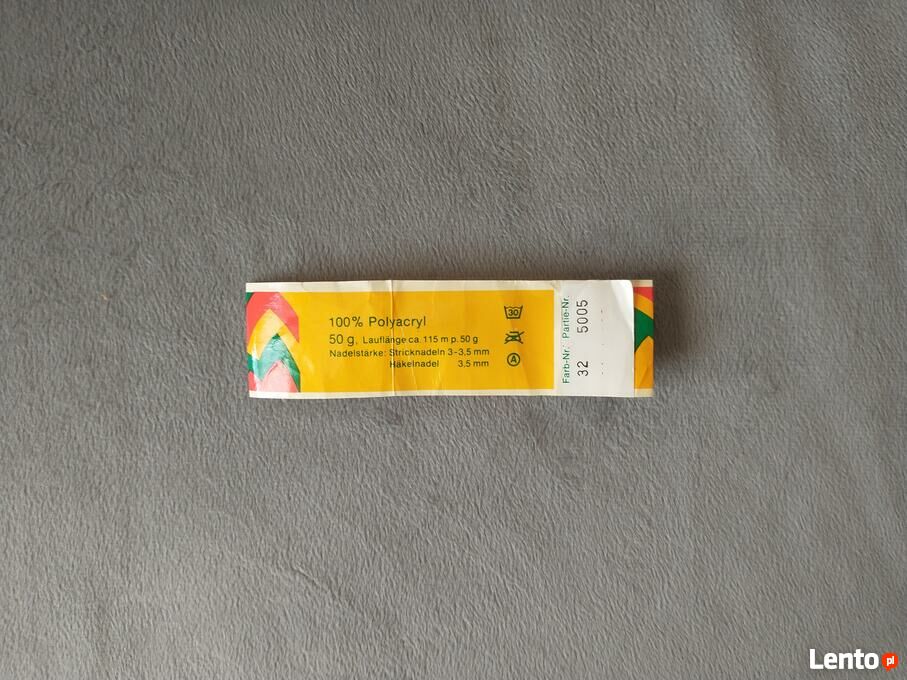 100% Polyacryl
50 g, Lauflänge ca. 115 m p. 50 g
Nadelstärke: Stricknadeln 3-3,5 mm
Häkelnadel 3,5 mm
30
A
Farb-Nr. Partie-Nr.
32 5005
Lento pl